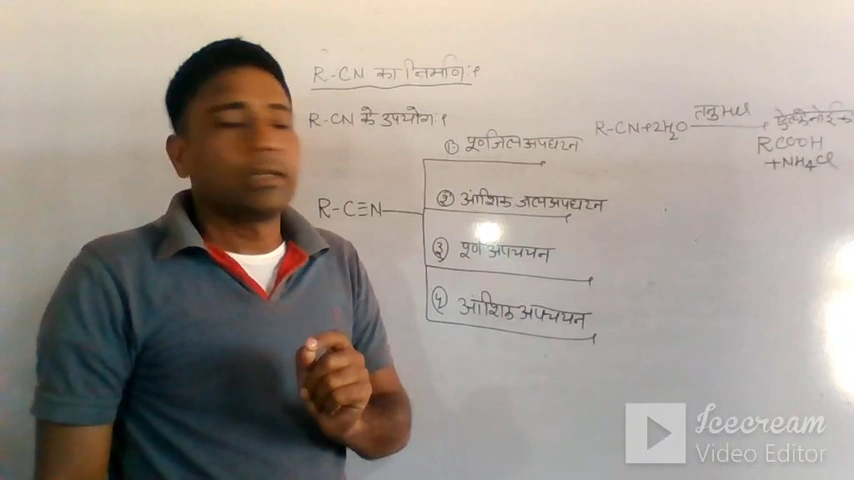 R-CN का निर्माण:
R-CN के उपयोग:
① पूर्ण जल अपघटन
R-C≡N
② आंशिक जल अपघटन
③ पूर्ण अपचयन
④ आंशिक अपचयन
R-CN+2H₂O तनु HCl
RCOOH
+NH₄Cl
Icecream
Video Editor